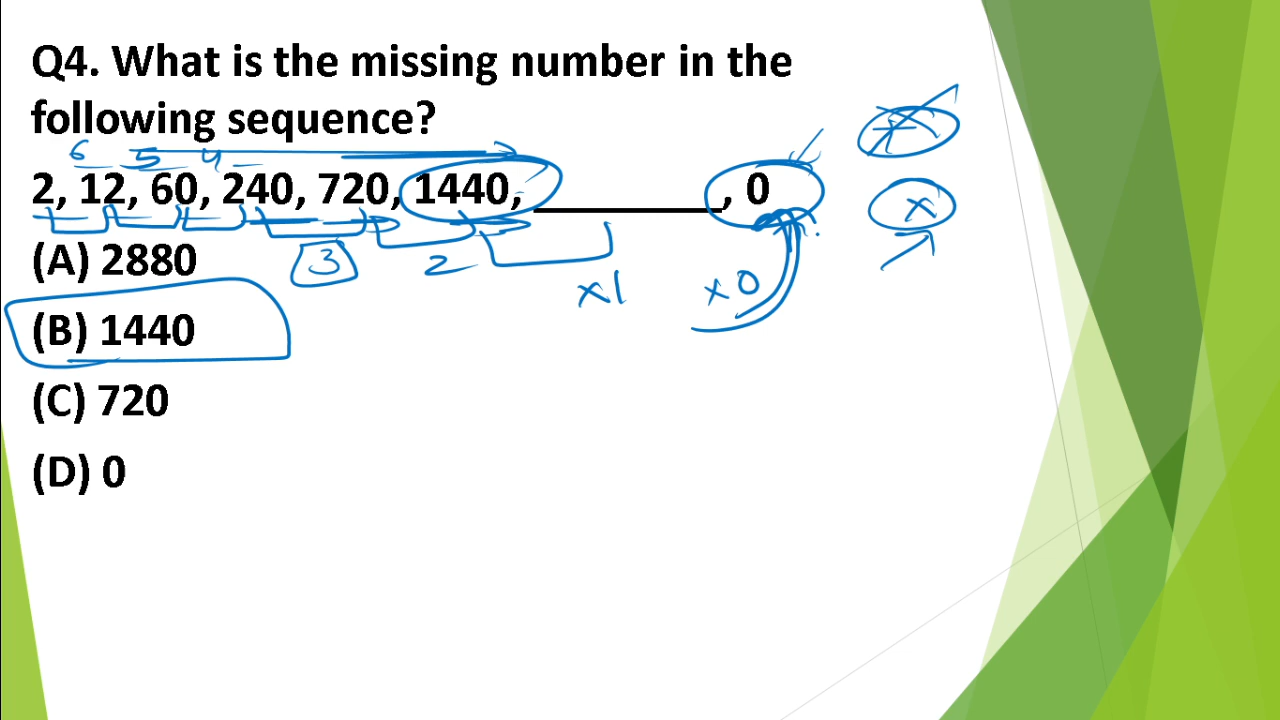 Q4. What is the missing number in the
following sequence?
6 5 4
2, 12, 60, 240, 720, 1440, ________, 0
3 2 x1 x0
x
(A) 2880
(B) 1440
(C) 720
(D) 0